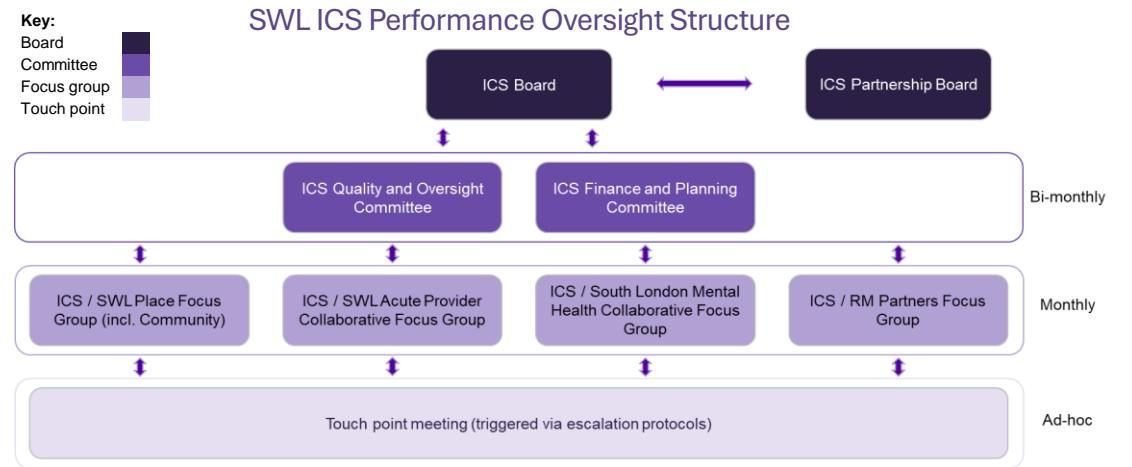 SWL ICS Performance Oversight Structure
Key:
Board
Committee
Focus group
Touch point
ICS Board
ICS Partnership Board
ICS Quality and Oversight
Committee
ICS Finance and Planning
Committee
Bi-monthly
ICS / SWL Place Focus
Group (incl. Community)
ICS / SWL Acute Provider
Collaborative Focus Group
ICS / South London Mental
Health Collaborative Focus
Group
ICS / RM Partners Focus
Group
Monthly
Touch point meeting (triggered via escalation protocols)
Ad-hoc